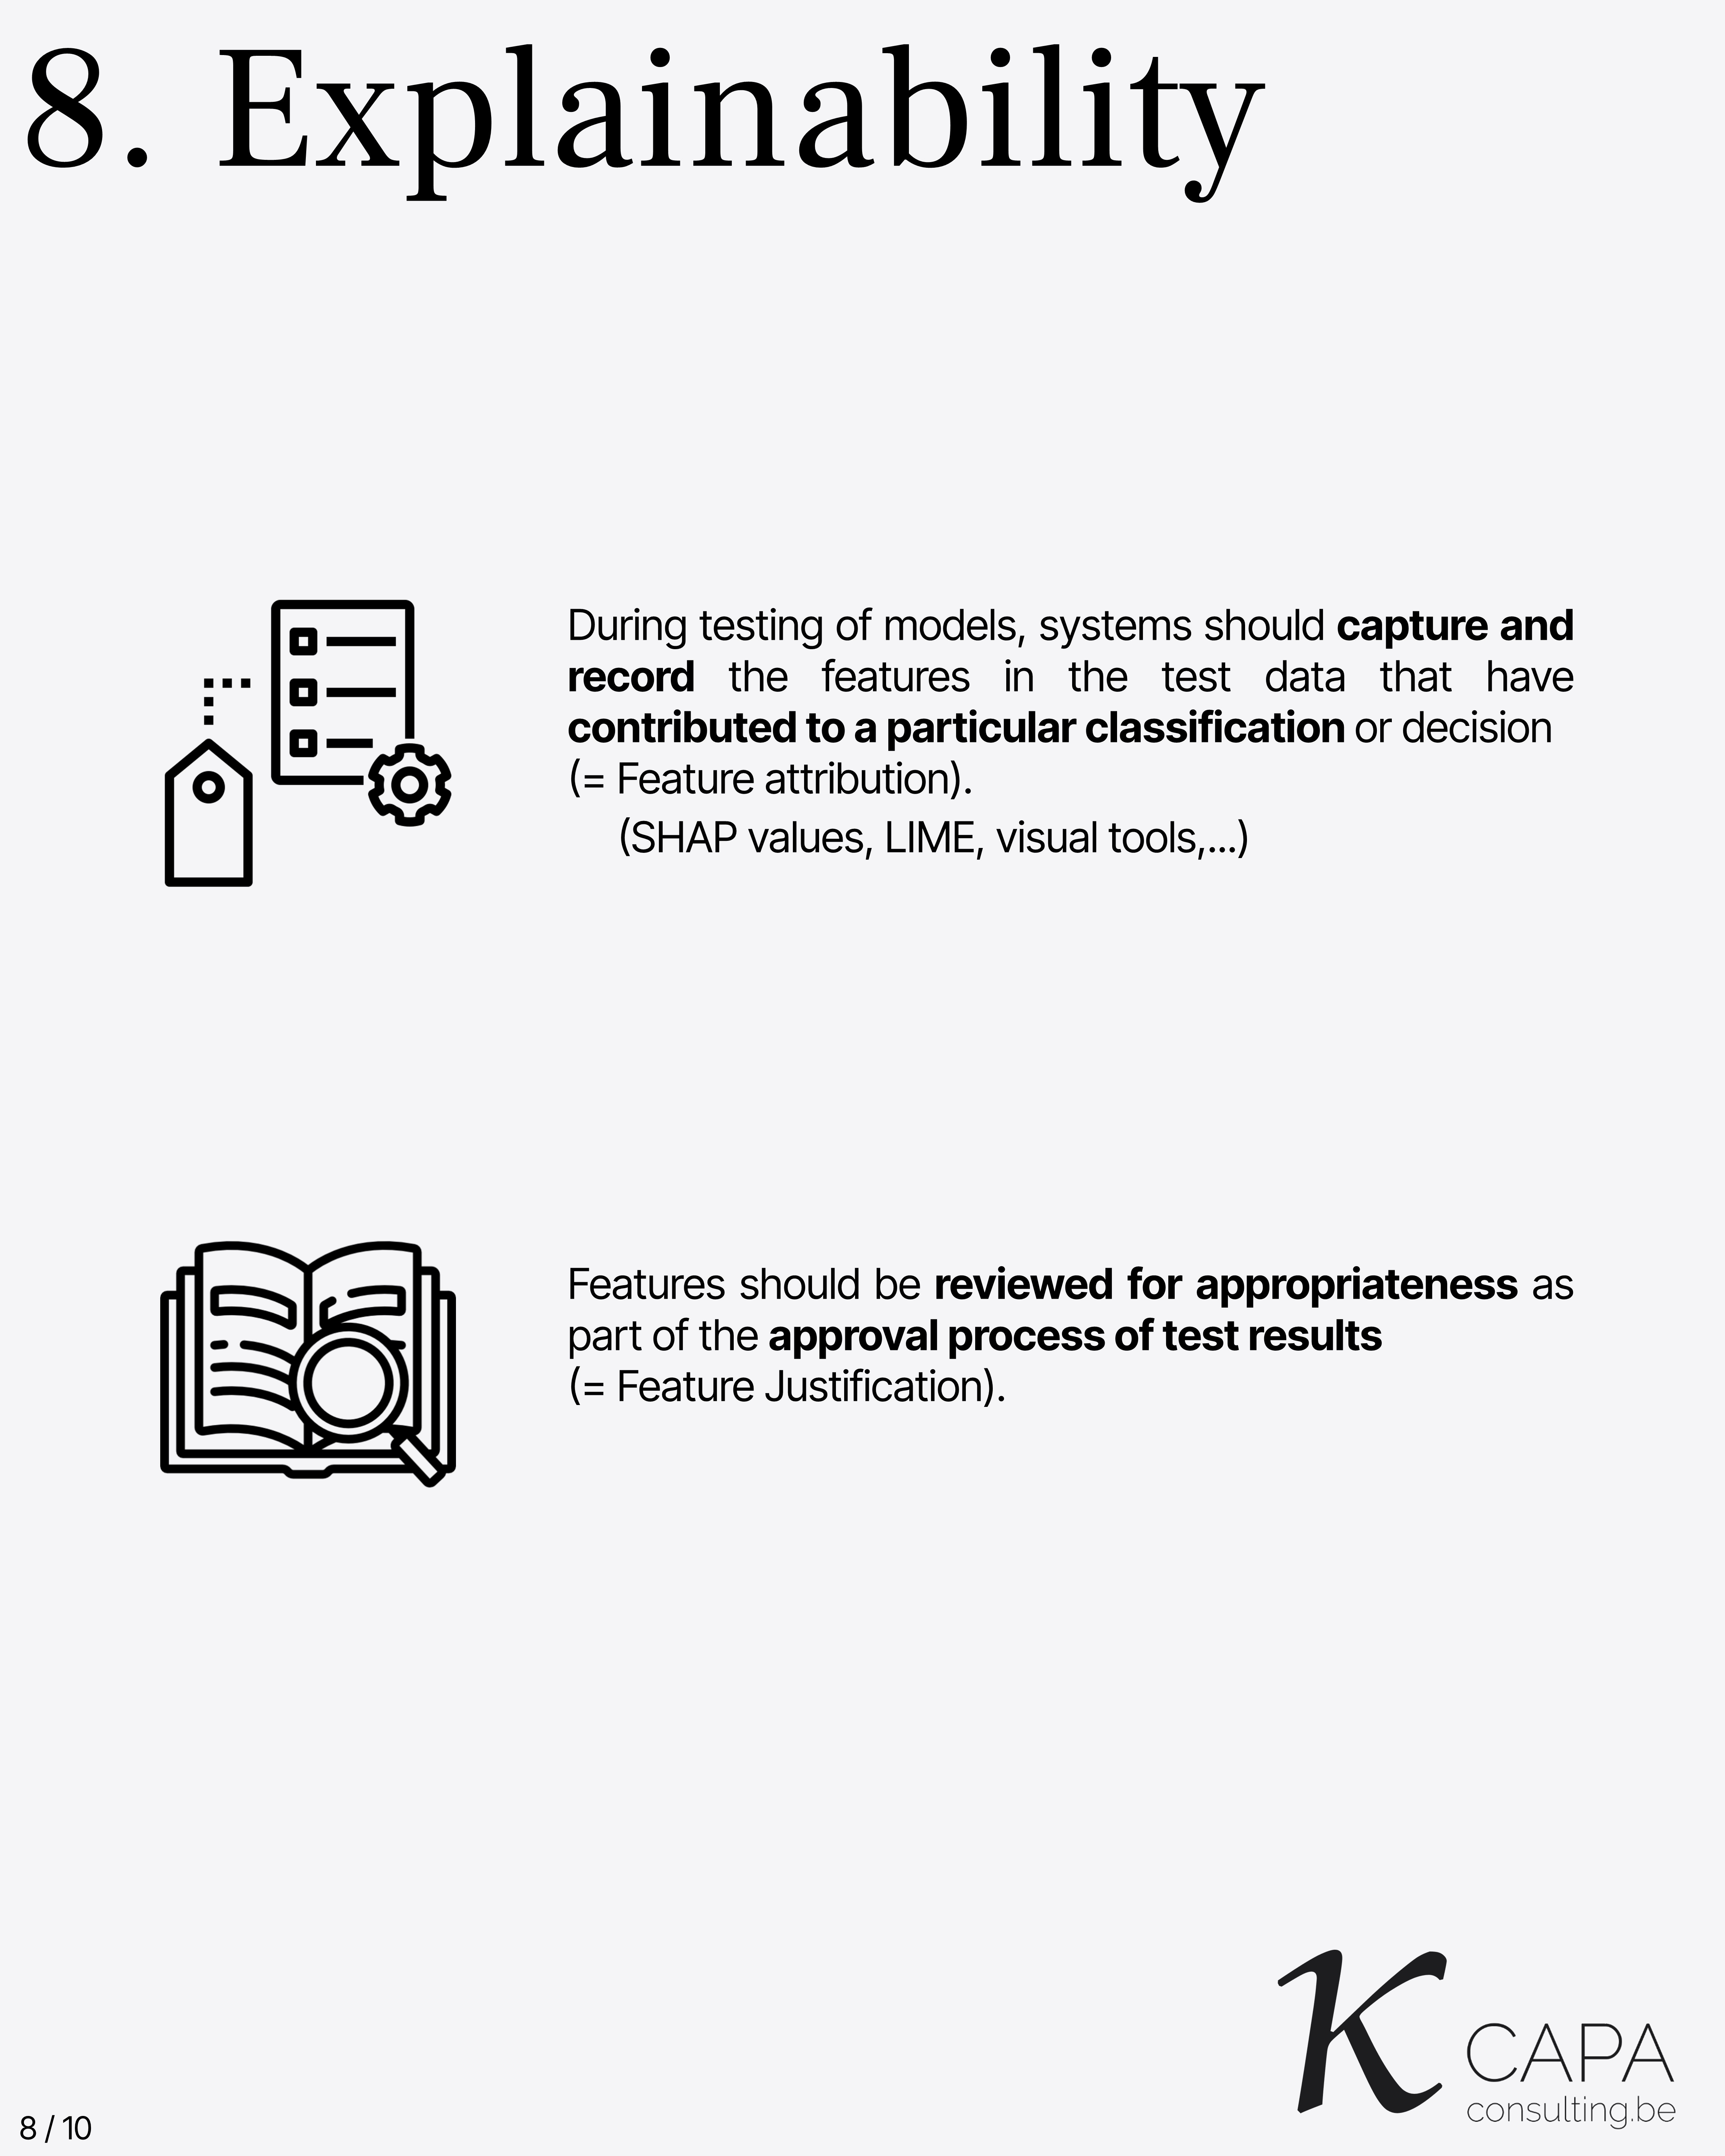 8. Explainability
During testing of models, systems should capture and
record the features in the test data that have
contributed to a particular classification or decision
(= Feature attribution).
(SHAP values, LIME, visual tools,...)
Features should be reviewed for appropriateness as
part of the approval process of test results
(= Feature Justification).
K CAPA
consulting.be
8 / 10